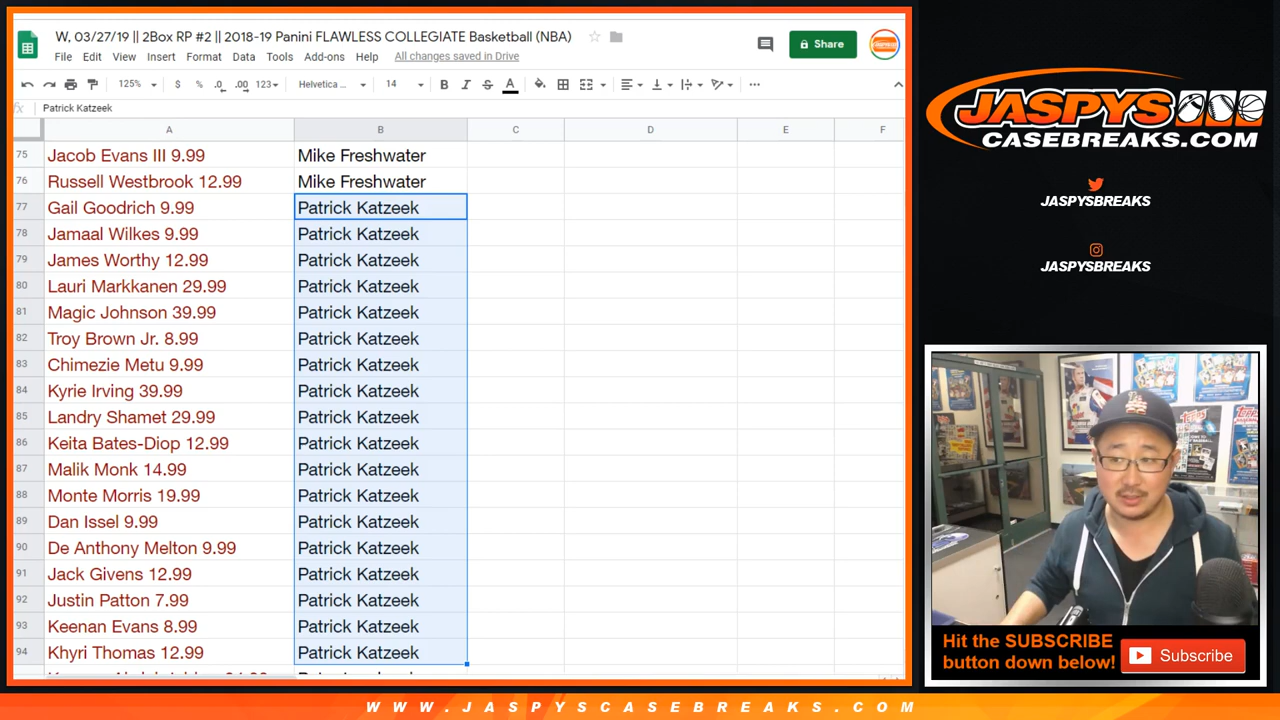 W, 03/27/19 || 2Box RP #2 || 2018-19 Panini FLAWLESS COLLEGIATE Basketball (NBA)
Share
File Edit View Insert Format Data Tools Add-ons Help All changes saved in Drive
125% $ % .0 .00 123 Helvetica ... 14 B I S A
fx Patrick Katzeek
A B C D E F
75 Jacob Evans III 9.99 Mike Freshwater
76 Russell Westbrook 12.99 Mike Freshwater
77 Gail Goodrich 9.99 Patrick Katzeek
78 Jamaal Wilkes 9.99 Patrick Katzeek
79 James Worthy 12.99 Patrick Katzeek
80 Lauri Markkanen 29.99 Patrick Katzeek
81 Magic Johnson 39.99 Patrick Katzeek
82 Troy Brown Jr. 8.99 Patrick Katzeek
83 Chimezie Metu 9.99 Patrick Katzeek
84 Kyrie Irving 39.99 Patrick Katzeek
85 Landry Shamet 29.99 Patrick Katzeek
86 Keita Bates-Diop 12.99 Patrick Katzeek
87 Malik Monk 14.99 Patrick Katzeek
88 Monte Morris 19.99 Patrick Katzeek
89 Dan Issel 9.99 Patrick Katzeek
90 De Anthony Melton 9.99 Patrick Katzeek
91 Jack Givens 12.99 Patrick Katzeek
92 Justin Patton 7.99 Patrick Katzeek
93 Keenan Evans 8.99 Patrick Katzeek
94 Khyri Thomas 12.99 Patrick Katzeek
JASPYS
CASEBREAKS.COM
JASPYSBREAKS
JASPYSBREAKS
Hit the SUBSCRIBE
button down below!
Subscribe
WWW.JASPYSCASEBREAKS.COM